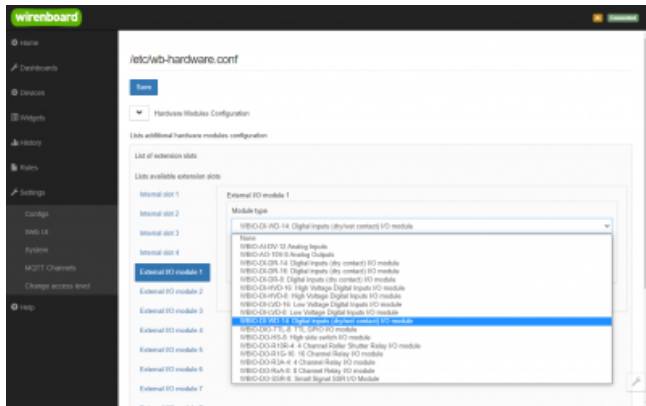 wirenboard
Connected
Home
Dashboards
Devices
Widgets
History
Rules
Settings
Configs
Web UI
System
MQTT Channels
Change access level
Help
/etc/wb-hardware.conf
Save
Hardware Modules Configuration
Lists additional hardware modules configuration
List of extension slots
Lists available extension slots
Internal slot 1
Internal slot 2
Internal slot 3
Internal slot 4
External I/O module 1
External I/O module 2
External I/O module 3
External I/O module 4
External I/O module 5
External I/O module 6
External I/O module 7
External I/O module 1
Module type
WBIO-DI-WD-14: Digital Inputs (dry/wet contact) I/O module
None
WBIO-AI-DV-12 Analog Inputs
WBIO-AO-10V-8 Analog Outputs
WBIO-DI-DR-14: Digital Inputs (dry contact) I/O module
WBIO-DI-DR-16: Digital Inputs (dry contact) I/O module
WBIO-DI-DR-8: Digital Inputs (dry contact) I/O module
WBIO-DI-HVD-16: High Voltage Digital Inputs I/O module
WBIO-DI-HVD-8: High Voltage Digital Inputs I/O module
WBIO-DI-LVD-16: Low Voltage Digital Inputs I/O module
WBIO-DI-LVD-8: Low Voltage Digital Inputs I/O module
WBIO-DI-WD-14: Digital Inputs (dry/wet contact) I/O module
WBIO-DIO-TTL-8: TTL GPIO I/O module
WBIO-DO-HS-8: High side switch I/O module
WBIO-DO-R10R-4: 4 Channel Roller Shutter Relay I/O module
WBIO-DO-R1G-16: 16 Channel Relay I/O module
WBIO-DO-R3A-4: 4 Channel Relay I/O module
WBIO-DO-RxA-8: 8 Channel Relay I/O module
WBIO-DO-SSR-8: Small Signal SSR I/O Module